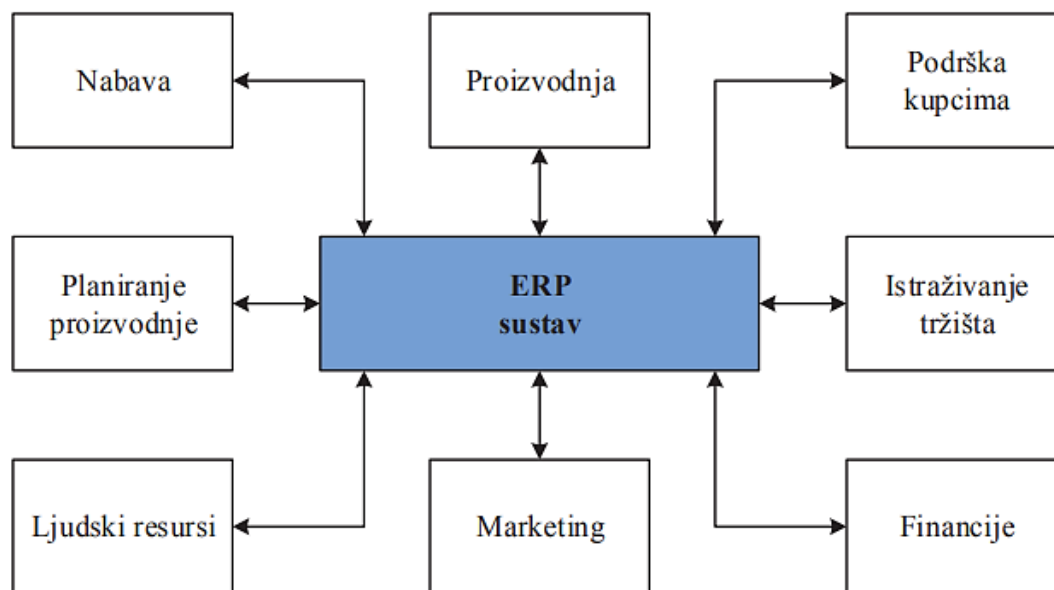 Nabava
Proizvodnja
Podrška
kupcima
Planiranje
proizvodnje
ERP
sustav
Istraživanje
tržišta
Ljudski resursi
Marketing
Financije